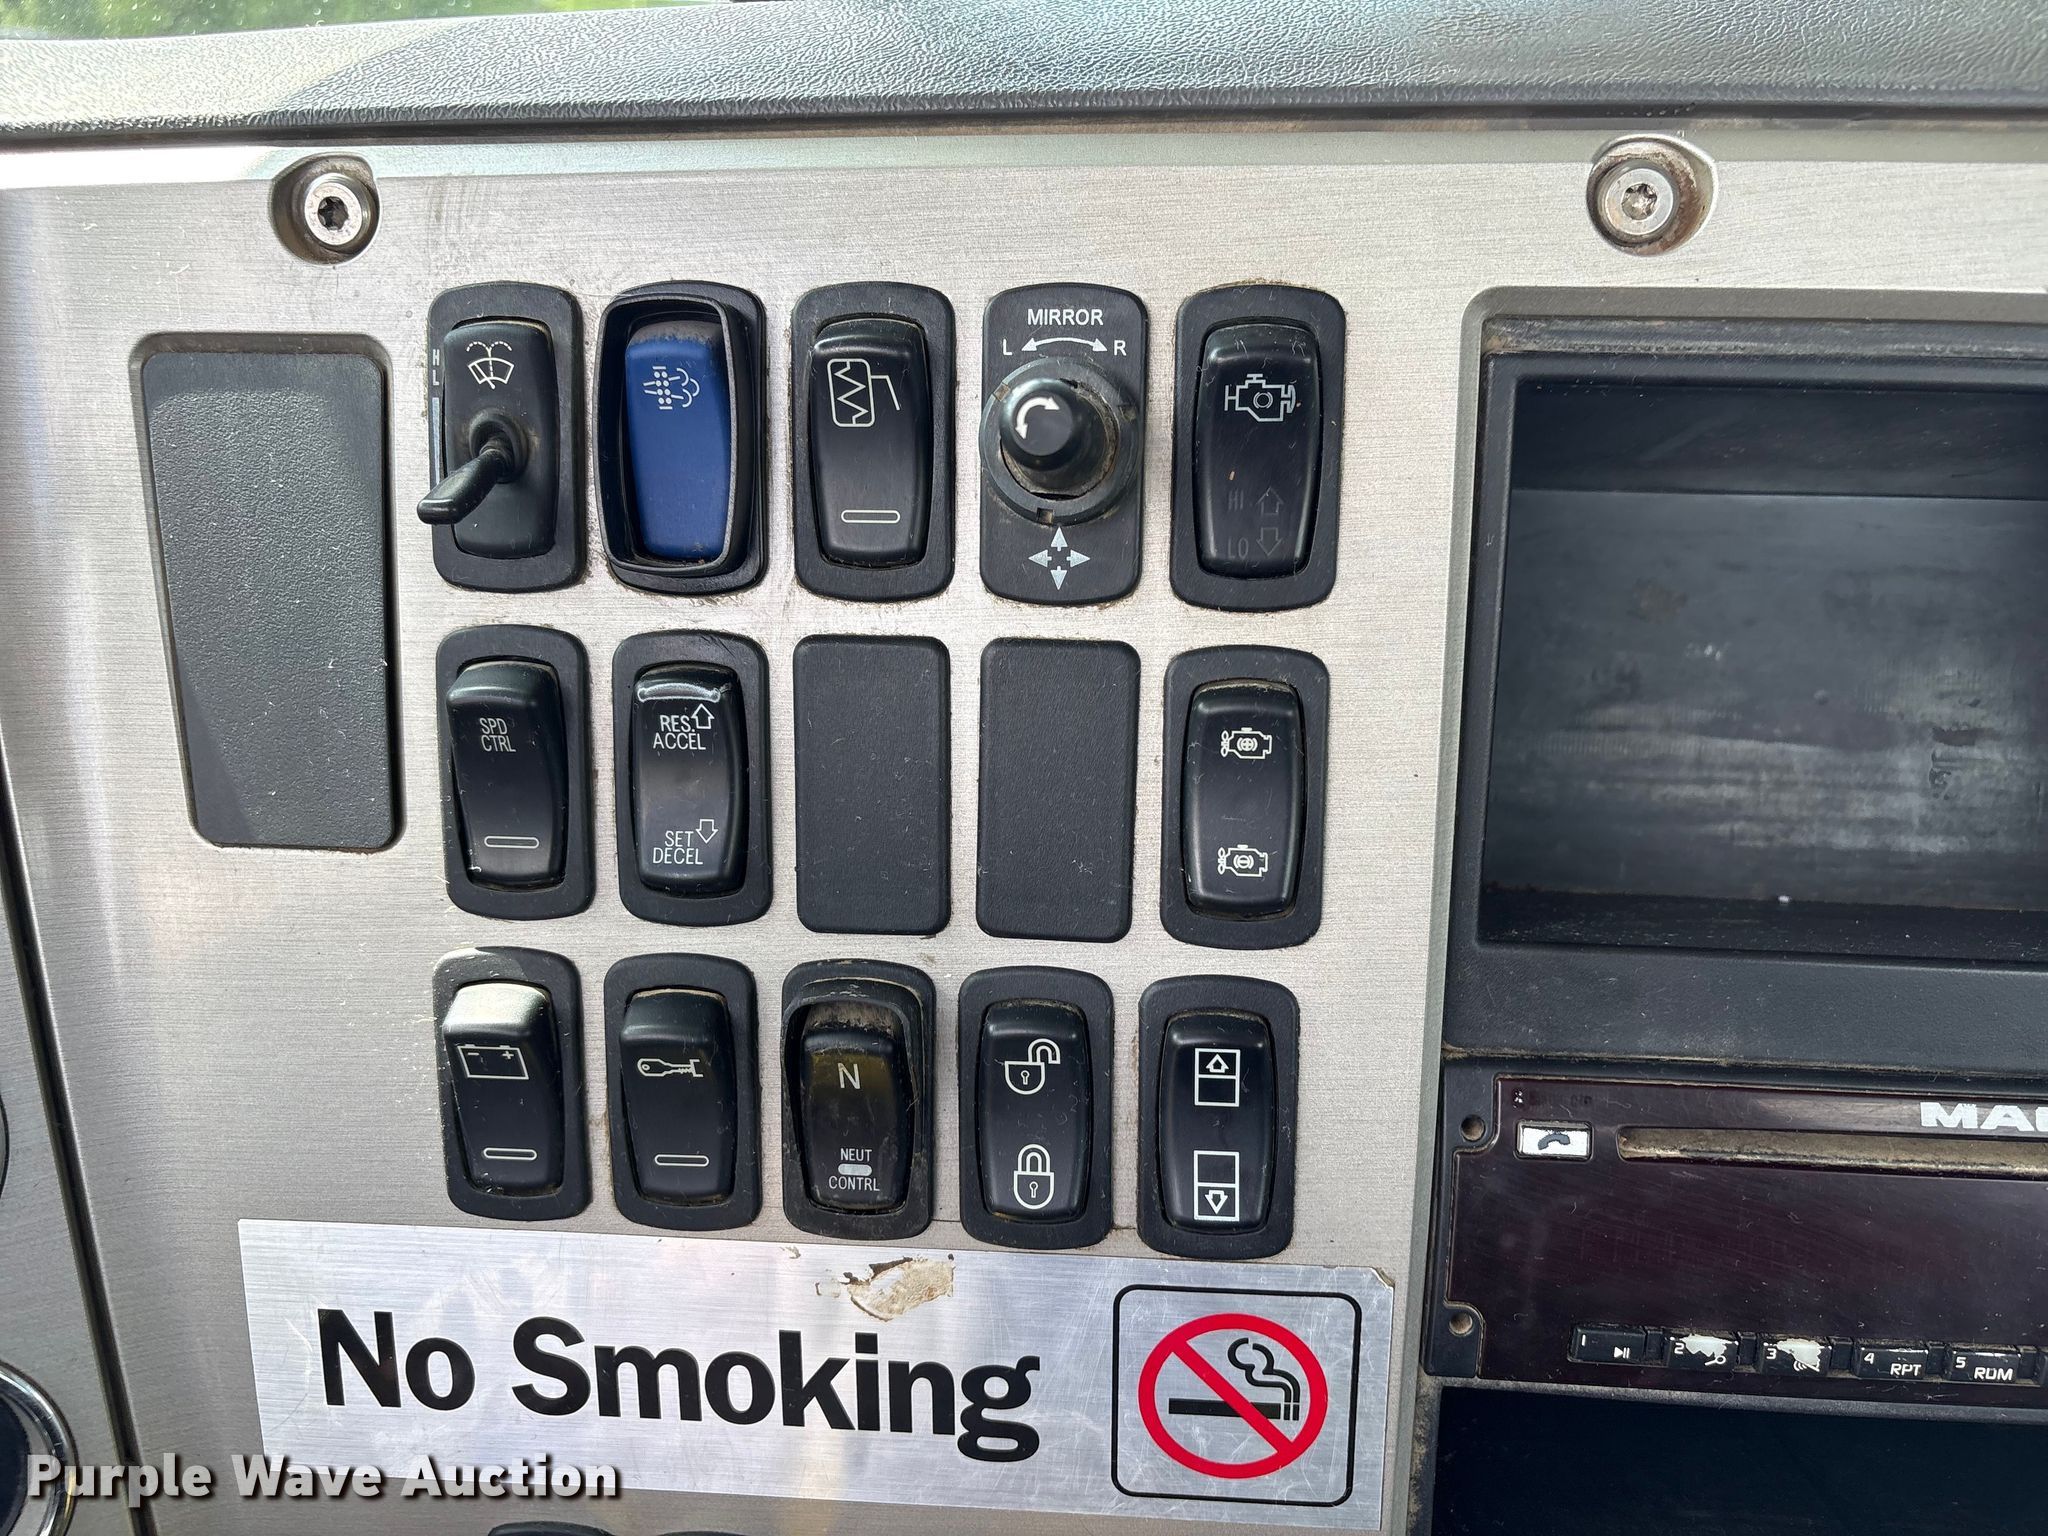 MIRROR
L R
H
L
HI
LO
SPD
CTRL
RES.
ACCEL
SET
DECEL
- +
N
NEUT
CONTRL
1
2
3
4 RPT
5 RDM
No Smoking
Purple Wave Auction